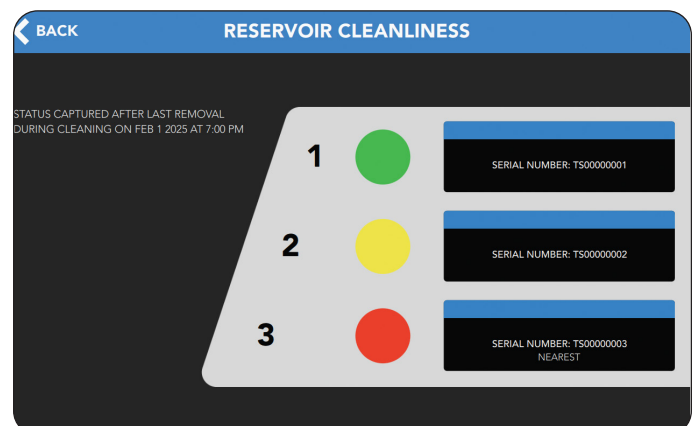 BACK
RESERVOIR CLEANLINESS
STATUS CAPTURED AFTER LAST REMOVAL
DURING CLEANING ON FEB 1 2025 AT 7:00 PM
1
SERIAL NUMBER: TS00000001
2
SERIAL NUMBER: TS00000002
3
SERIAL NUMBER: TS00000003
NEAREST